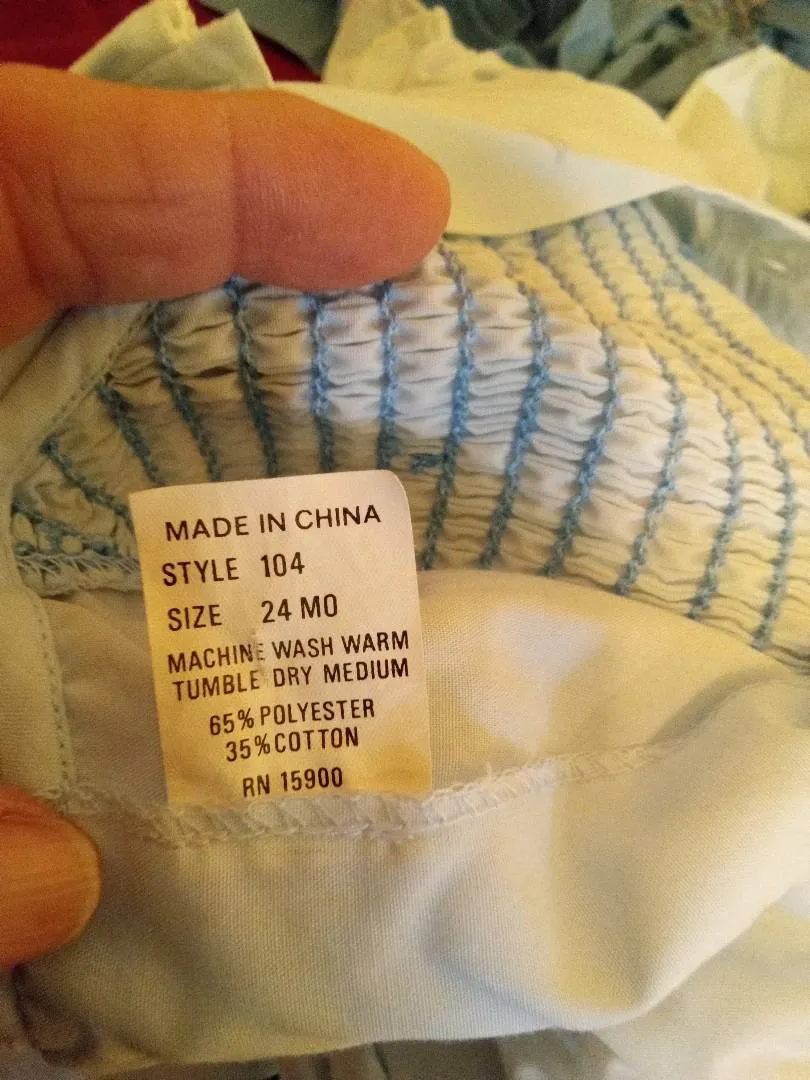 MADE IN CHINA
STYLE 104
SIZE 24 MO
MACHINE WASH WARM
TUMBLE DRY MEDIUM
65% POLYESTER
35% COTTON
RN 15900